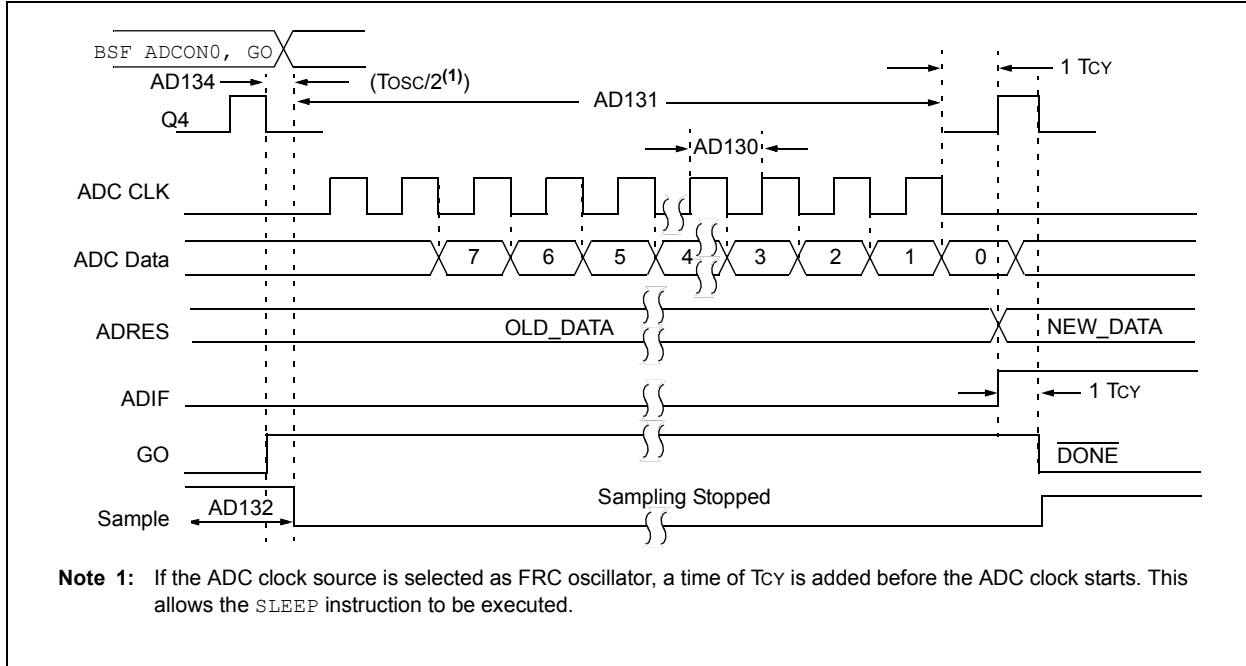 BSF ADCON0, GO
AD134
(TOSC/2(1))
1 TCY
AD131
Q4
AD130
ADC CLK
ADC Data
7
6
5
4
3
2
1
0
ADRES
OLD_DATA
NEW_DATA
ADIF
1 TCY
GO
DONE
Sample
AD132
Sampling Stopped
Note 1: If the ADC clock source is selected as FRC oscillator, a time of TCY is added before the ADC clock starts. This
allows the SLEEP instruction to be executed.